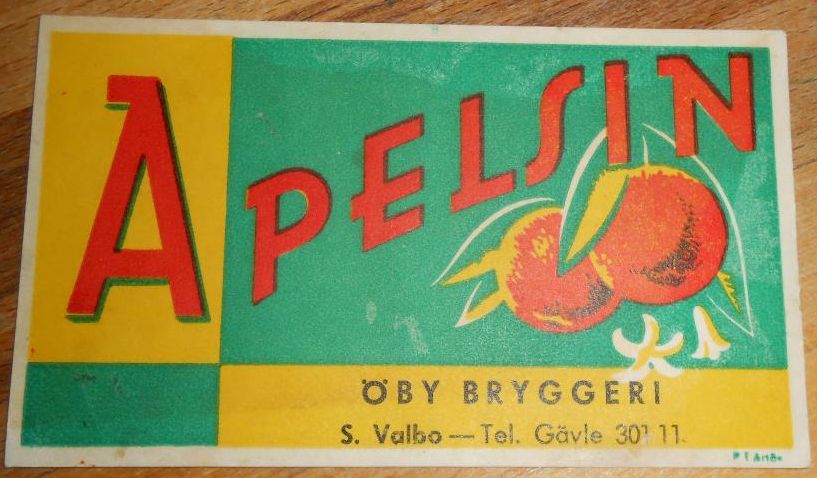 APELSIN
ÖBY BRYGGERI
S. Valbo — Tel. Gävle 301 11.